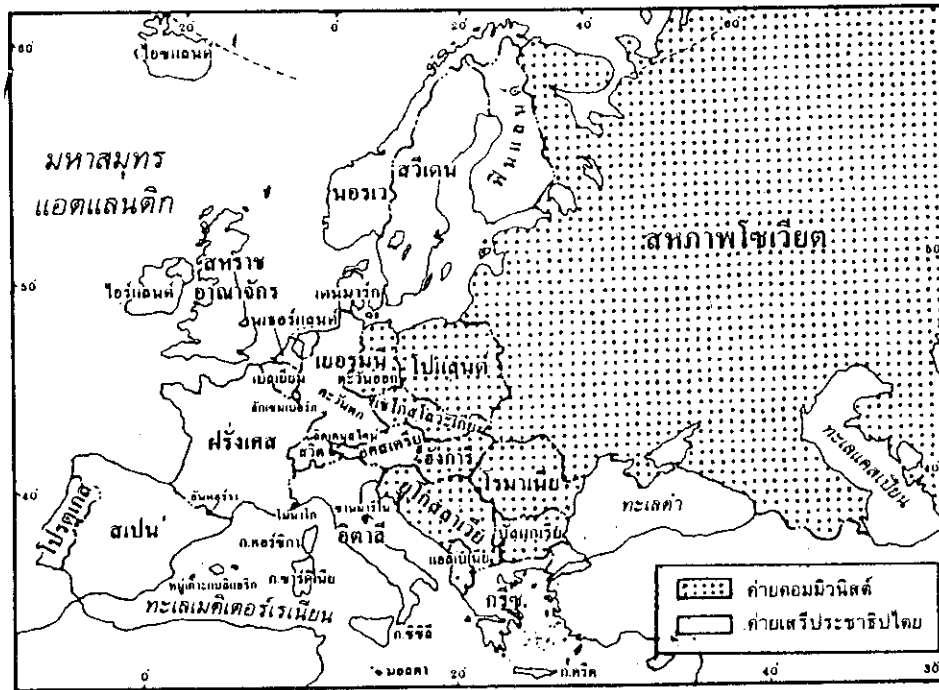 20
0
20
40
60
60
ไอซแลนด์
มหาสมุทร
แอตแลนติก
นอรเว
สวีเดน
ฟินแลนด์
สหภาพโซเวียต
60
50
สหราช
อาณาจักร
ไอร์แลนด์
เดนมาร์ก
เนเธอร์แลนด์
เยอรมนี
ตะวันออก
โปแลนด์
เบลเยี่ยม
ลักเซมเบอร์ก
ตะวันตก
เชโกสโลวะเกีย
ฝรั่งเศส
สวิต
ออสเตรีย
ฮังการี
โรมาเนีย
ยูโกสลาเวีย
ทะเลแคสเปียน
ทะเลดำ
40
40
โปรตุเกส
สเปน
อันดอร์รา
โมนาโก
ซานมารีโน
อิตาลี
ก.คอร์ซิกา
บัลแกเรีย
แอลเบเนีย
หมู่เกาะแบลิแอริก
ก.ซาร์ดิเนีย
กรีซ.
ทะเลเมดิเตอร์เรเนียน
ก.ซิซิลี
มอลตา
ก.ครีต
ค่ายคอมมิวนิสต์
ค่ายเสรีประชาธิปไตย
0
20
40
30